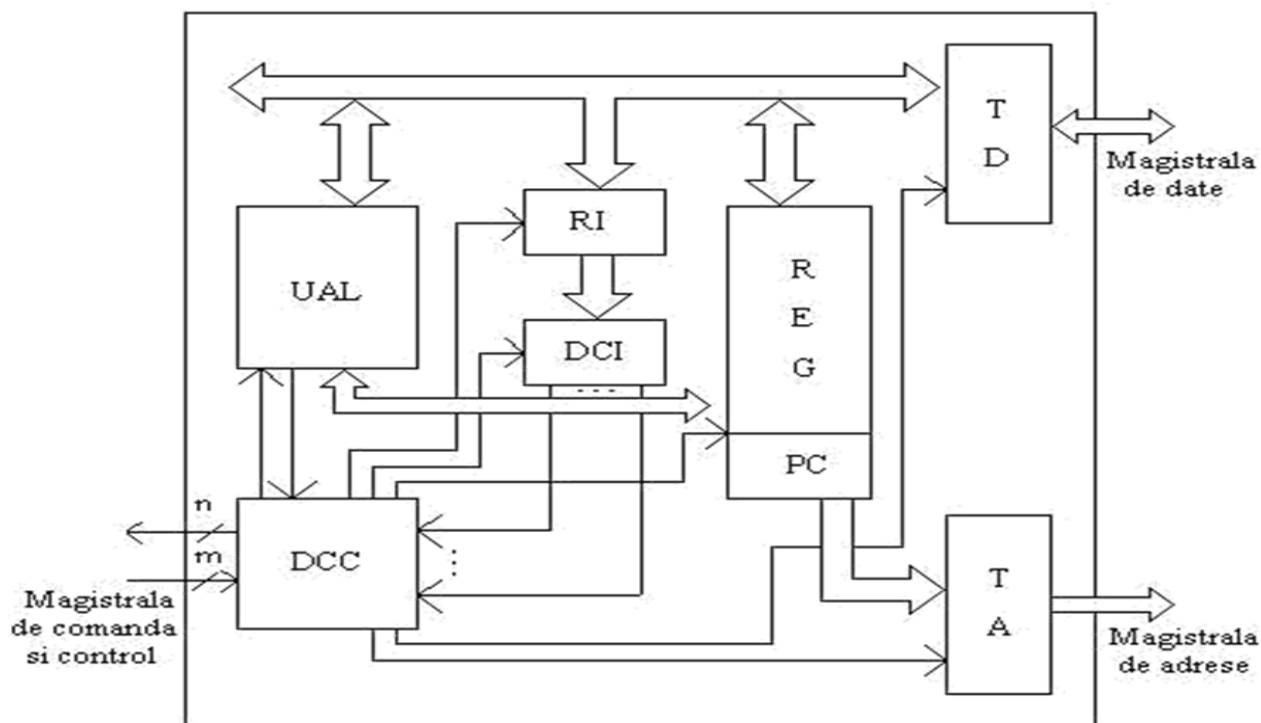 T
D
Magistrala
de date
RI
UAL
R
E
G
DCI
...
PC
n
m
DCC
T
A
Magistrala
de comanda
si control
Magistrala
de adrese